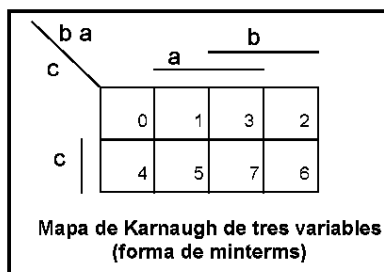 b a
b
a
c
0 1 3 2
c 4 5 7 6
Mapa de Karnaugh de tres variables
(forma de minterms)